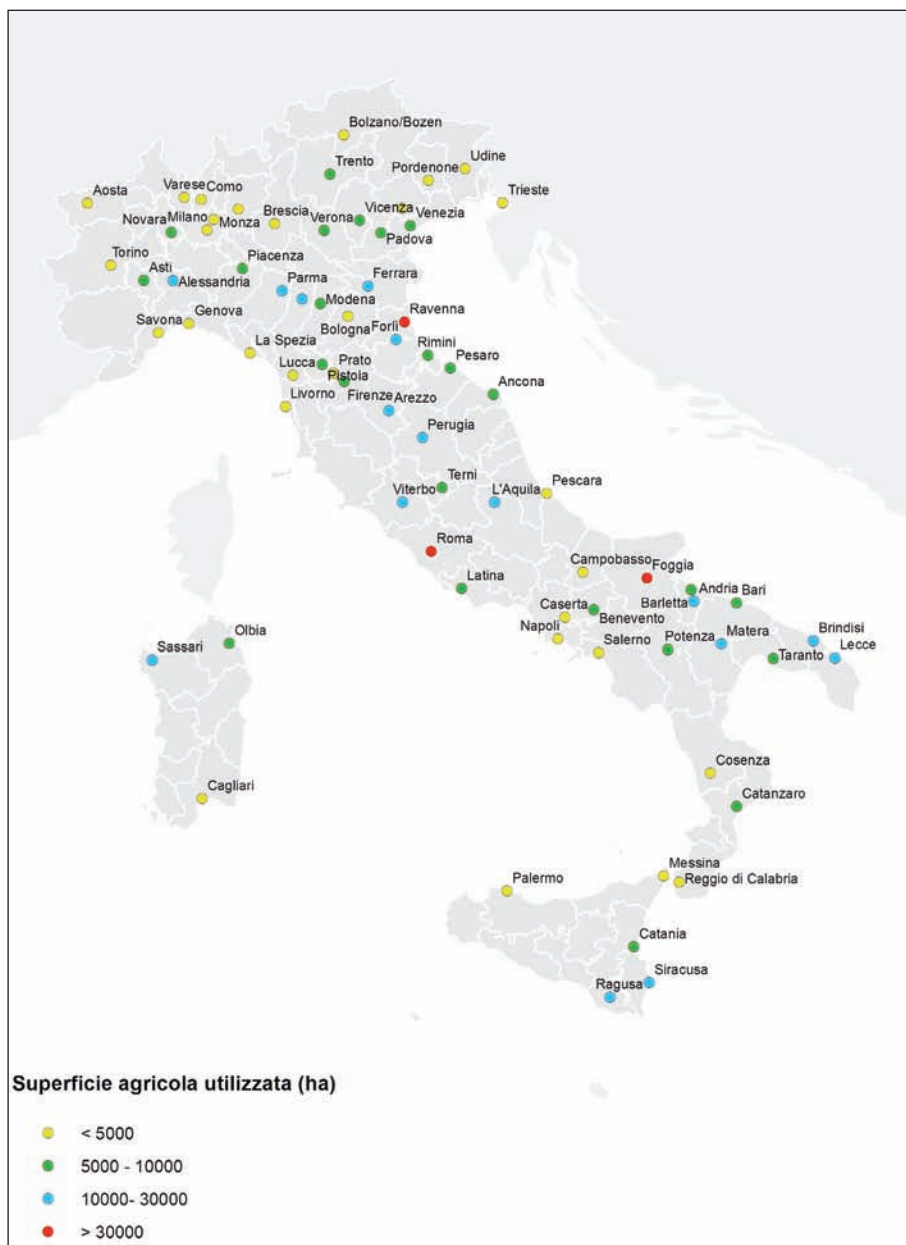 Bolzano/Bozen
Udine
Trento
Pordenone
Aosta
Varese
Como
Trieste
Novara
Milano
Monza
Brescia
Verona
Vicenza
Venezia
Padova
Torino
Asti
Piacenza
Alessandria
Parma
Ferrara
Modena
Ravenna
Savona
Genova
Bologna
Forlì
La Spezia
Rimini
Lucca
Prato
Pesaro
Pistoia
Livorno
Firenze
Arezzo
Ancona
Perugia
Terni
Viterbo
L'Aquila
Pescara
Roma
Campobasso
Foggia
Latina
Andria
Bari
Caserta
Barletta
Benevento
Napoli
Salerno
Potenza
Matera
Brindisi
Lecce
Taranto
Olbia
Sassari
Cosenza
Cagliari
Catanzaro
Messina
Reggio di Calabria
Palermo
Catania
Siracusa
Ragusa
Superficie agricola utilizzata (ha)
< 5000
5000 - 10000
10000- 30000
> 30000